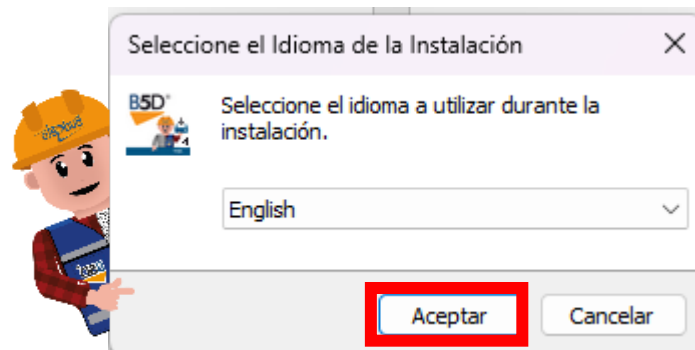 Seleccione el Idioma de la Instalación
B5D
Seleccione el idioma a utilizar durante la
instalación.
English
Aceptar
Cancelar